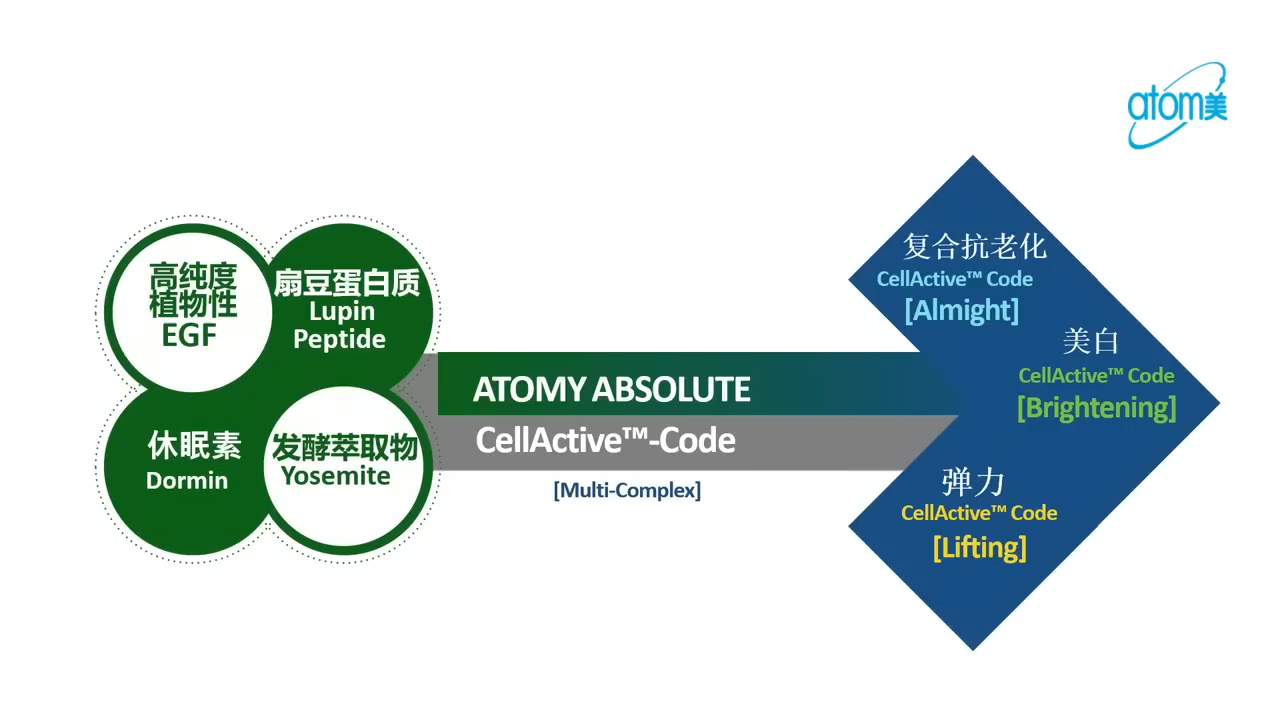 atom美
高纯度
植物性
EGF
扇豆蛋白质
Lupin
Peptide
休眠素
Dormin
发酵萃取物
Yosemite
ATOMY ABSOLUTE
CellActive™-Code
[Multi-Complex]
复合抗老化
CellActive™ Code
[Almight]
美白
CellActive™ Code
[Brightening]
弹力
CellActive™ Code
[Lifting]